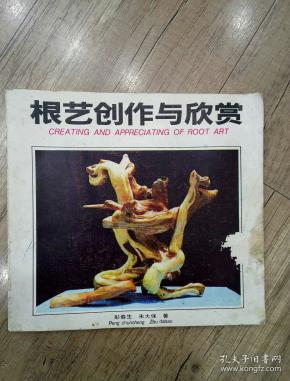 根艺创作与欣赏
CREATING AND APPRECIATING OF ROOT ART
彭春生 朱大保 著
Peng chunsheng Zhu dabao
孔夫子旧书网
www.kongfz.com